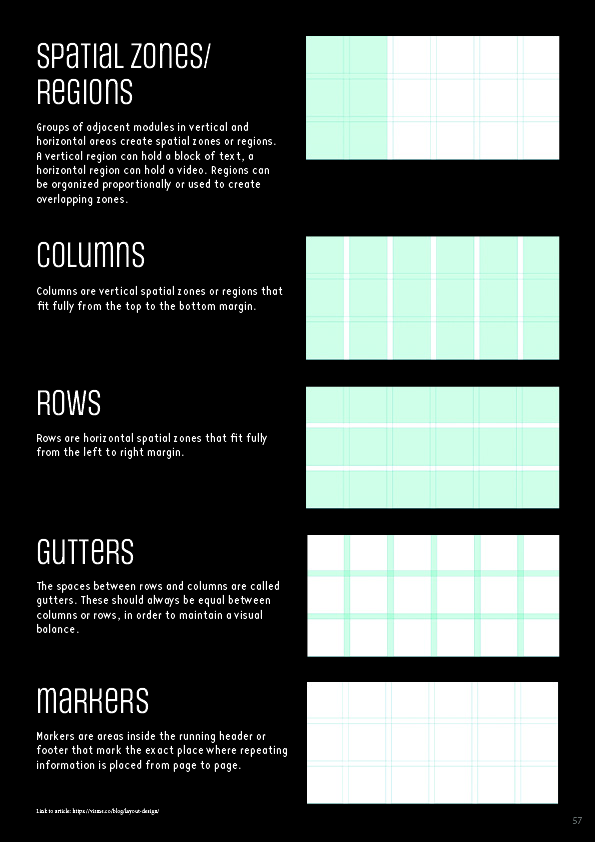 Spatial Zones/
Regions
Groups of adjacent modules in vertical and
horizontal areas create spatial zones or regions.
A vertical region can hold a block of text, a
horizontal region can hold a video. Regions can
be organized proportionally or used to create
overlapping zones.
Columns
Columns are vertical spatial zones or regions that
fit fully from the top to the bottom margin.
Rows
Rows are horizontal spatial zones that fit fully
from the left to right margin.
Gutters
The spaces between rows and columns are called
gutters. These should always be equal between
columns or rows, in order to maintain a visual
balance.
Markers
Markers are areas inside the running header or
footer that mark the exact place where repeating
information is placed from page to page.
Link to article: https://visme.co/blog/layout-design/
57